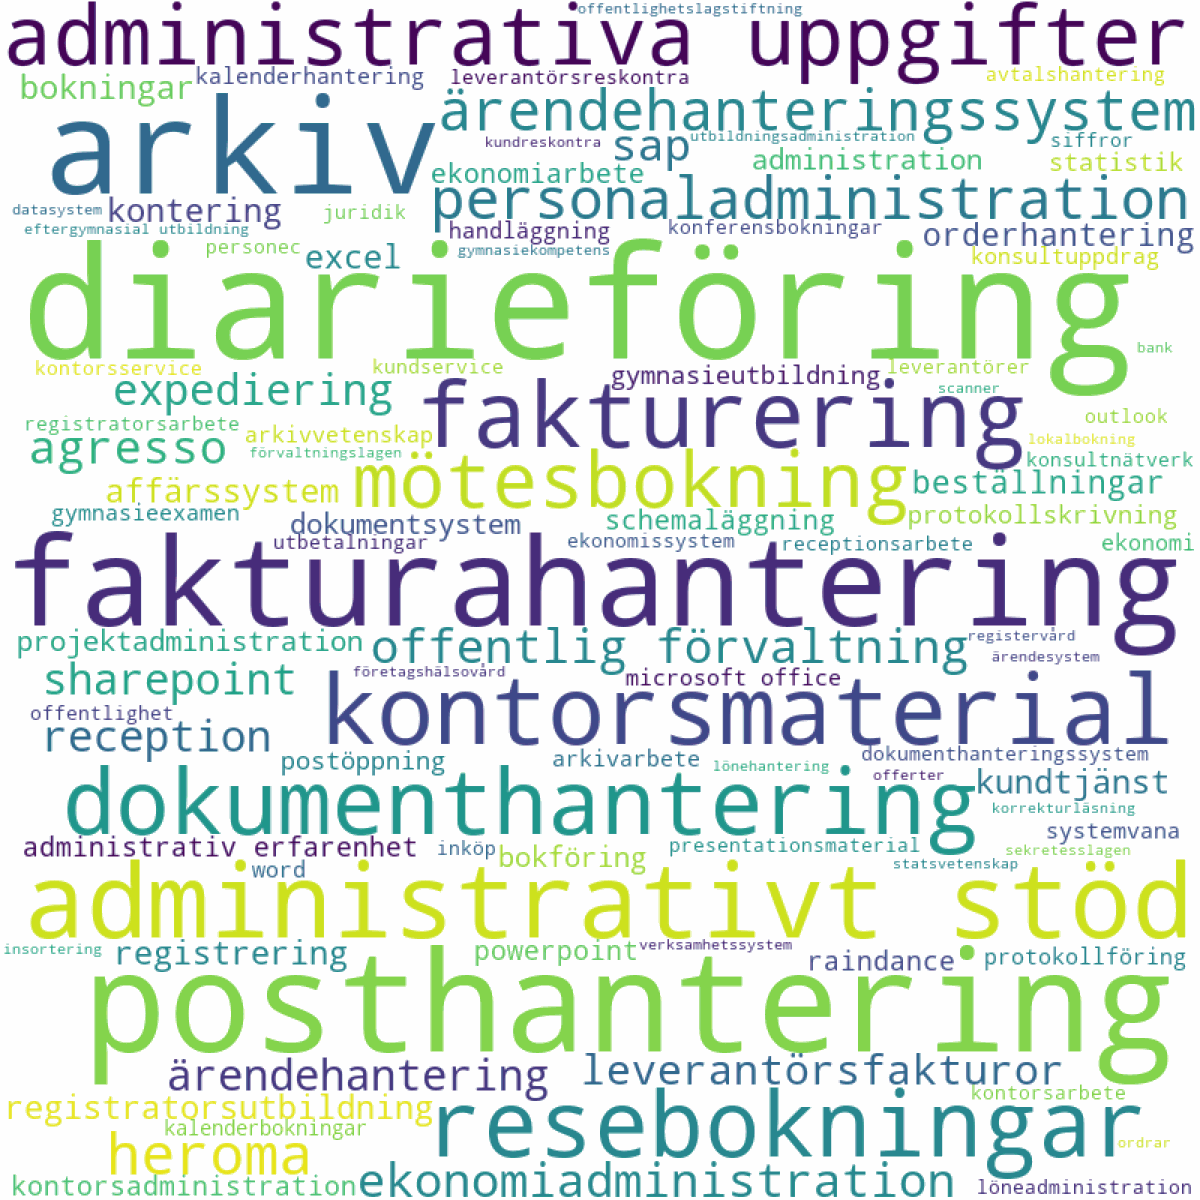 offentlighetslagstiftning
administrativa uppgifter
bokningar
kalenderhantering
leverantörsreskontra
avtalshantering
arkiv
ärendehanteringssystem
kundreskontra
sap
utbildningsadministration
siffror
ekonomiarbete
administration
statistik
personaladministration
datasystem
kontering
juridik
eftergymnasial utbildning
handläggning
konferensbokningar
orderhantering
personec
excel
gymnasiekompetens
konsultuppdrag
diarieföring
bank
kontorsservice
kundservice
gymnasieutbildning
leverantörer
expediering
fakturering
scanner
registratorsarbete
outlook
agresso
arkivvetenskap
lokalbokning
förvaltningslagen
mötesbokning
konsultnätverk
affärssystem
beställningar
gymnasieexamen
dokumentsystem
schemaläggning
protokollskrivning
utbetalningar
ekonomissystem
receptionsarbete
ekonomi
fakturahantering
projektadministration
offentlig förvaltning
registervård
ärendesystem
sharepoint
företagshälsovård
microsoft office
offentlighet
kontorsmaterial
reception
postöppning
arkivarbete
lönehantering
dokumenthanteringssystem
offerter
kundtjänst
dokumenthantering
korrekturläsning
systemvana
administrativ erfarenhet
inköp
bokföring
presentationsmaterial
sekretesslagen
word
statsvetenskap
administrativt stöd
insortering
registrering
powerpoint
verksamhetssystem
raindance
protokollföring
posthantering
ärendehantering
leverantörsfakturor
kontorsarbete
registratorsutbildning
resebokningar
kalenderbokningar
ordrar
heroma
kontorsadministration
ekonomiadministration
löneadministration